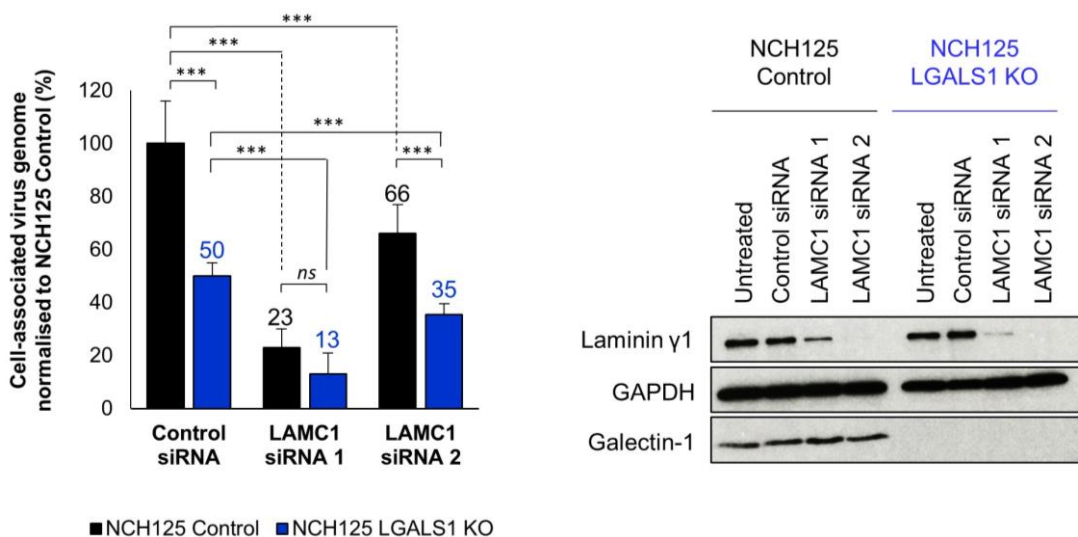 Cell-associated virus genome
normalised to NCH125 Control (%)
120
100
80
60
40
20
0
***
***
***
***
***
***
ns
50
23
13
66
35
Control
siRNA
LAMC1
siRNA 1
LAMC1
siRNA 2
NCH125 Control
NCH125 LGALS1 KO
NCH125
Control
NCH125
LGALS1 KO
Untreated
Control siRNA
LAMC1 siRNA 1
LAMC1 siRNA 2
Untreated
Control siRNA
LAMC1 siRNA 1
LAMC1 siRNA 2
Laminin γ1
GAPDH
Galectin-1